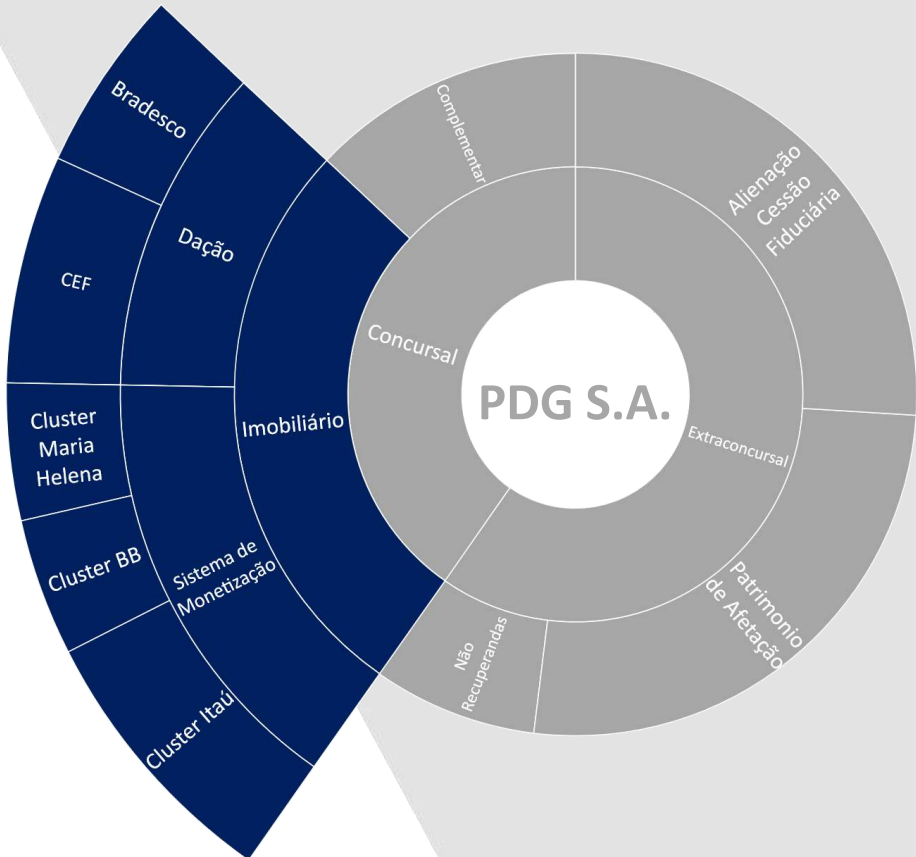 PDG S.A.
Concursal
Complementar
Imobiliário
Dação
Bradesco
CEF
Sistema de
Monetização
Cluster
Maria
Helena
Cluster BB
Cluster Itaú
Extraconcursal
Alienação
Cessão
Fiduciária
Patrimonio
de Afetação
Não
Recuperandas